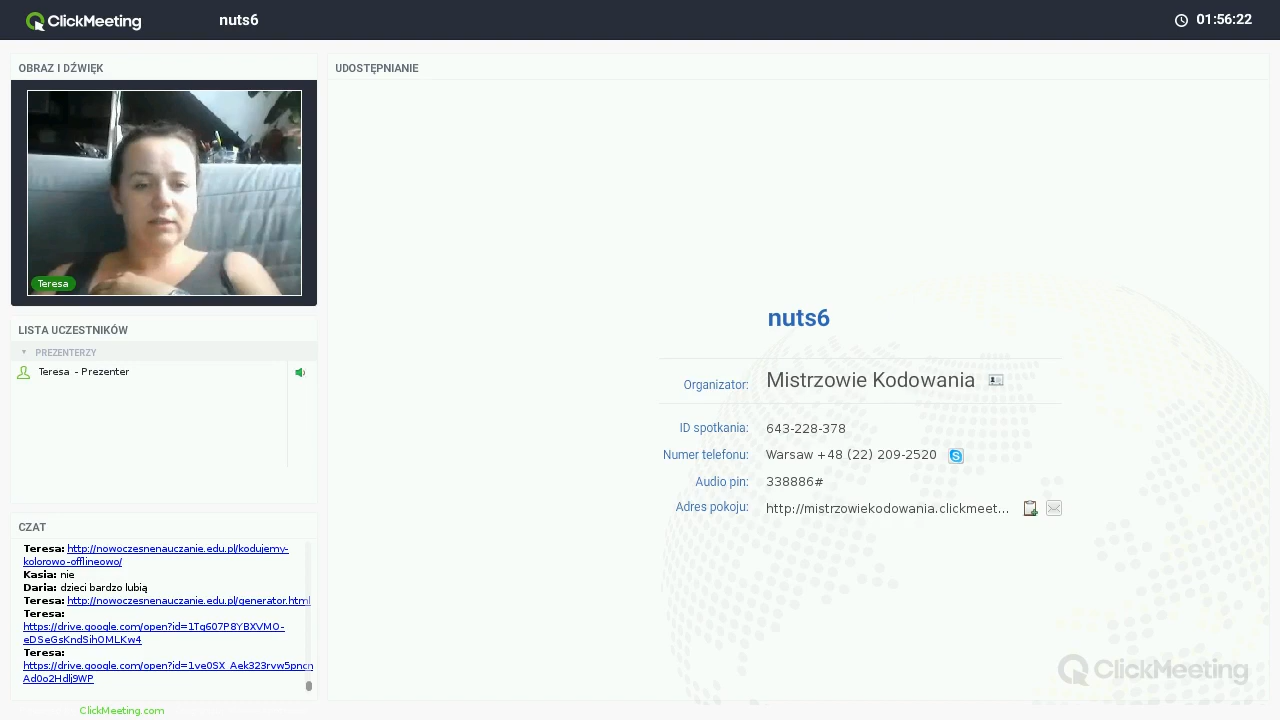 ClickMeeting
nuts6
01:56:22
OBRAZ I DŹWIĘK
Teresa
LISTA UCZESTNIKÓW
PREZENTERZY
Teresa - Prezenter
CZAT
Teresa: http://nowoczesnenauczanie.edu.pl/kodujemy-
kolorowo-offlineowo/
Kasia: nie
Daria: dzieci bardzo lubią
Teresa: http://nowoczesnenauczanie.edu.pl/generator.html
Teresa:
https://drive.google.com/open?id=1Tg607P8YBXVMO-
eDSeGsKndSihOMLKw4
Teresa:
https://drive.google.com/open?id=1ve0SX_Aek323rvw5pncn
Ad0o2Hdlj9WP
ClickMeeting.com
UDOSTĘPNIANIE
nuts6
Organizator: Mistrzowie Kodowania
ID spotkania: 643-228-378
Numer telefonu: Warsaw +48 (22) 209-2520
Audio pin: 338886#
Adres pokoju: http://mistrzowiekodowania.clickmeet...
ClickMeeting